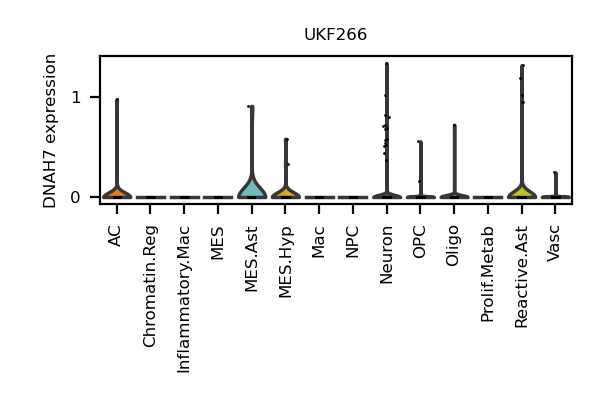 UKF266
DNAH7 expression
1
0
AC
Chromatin.Reg
Inflammatory.Mac
MES
MES.Ast
MES.Hyp
Mac
NPC
Neuron
OPC
Oligo
Prolif.Metab
Reactive.Ast
Vasc